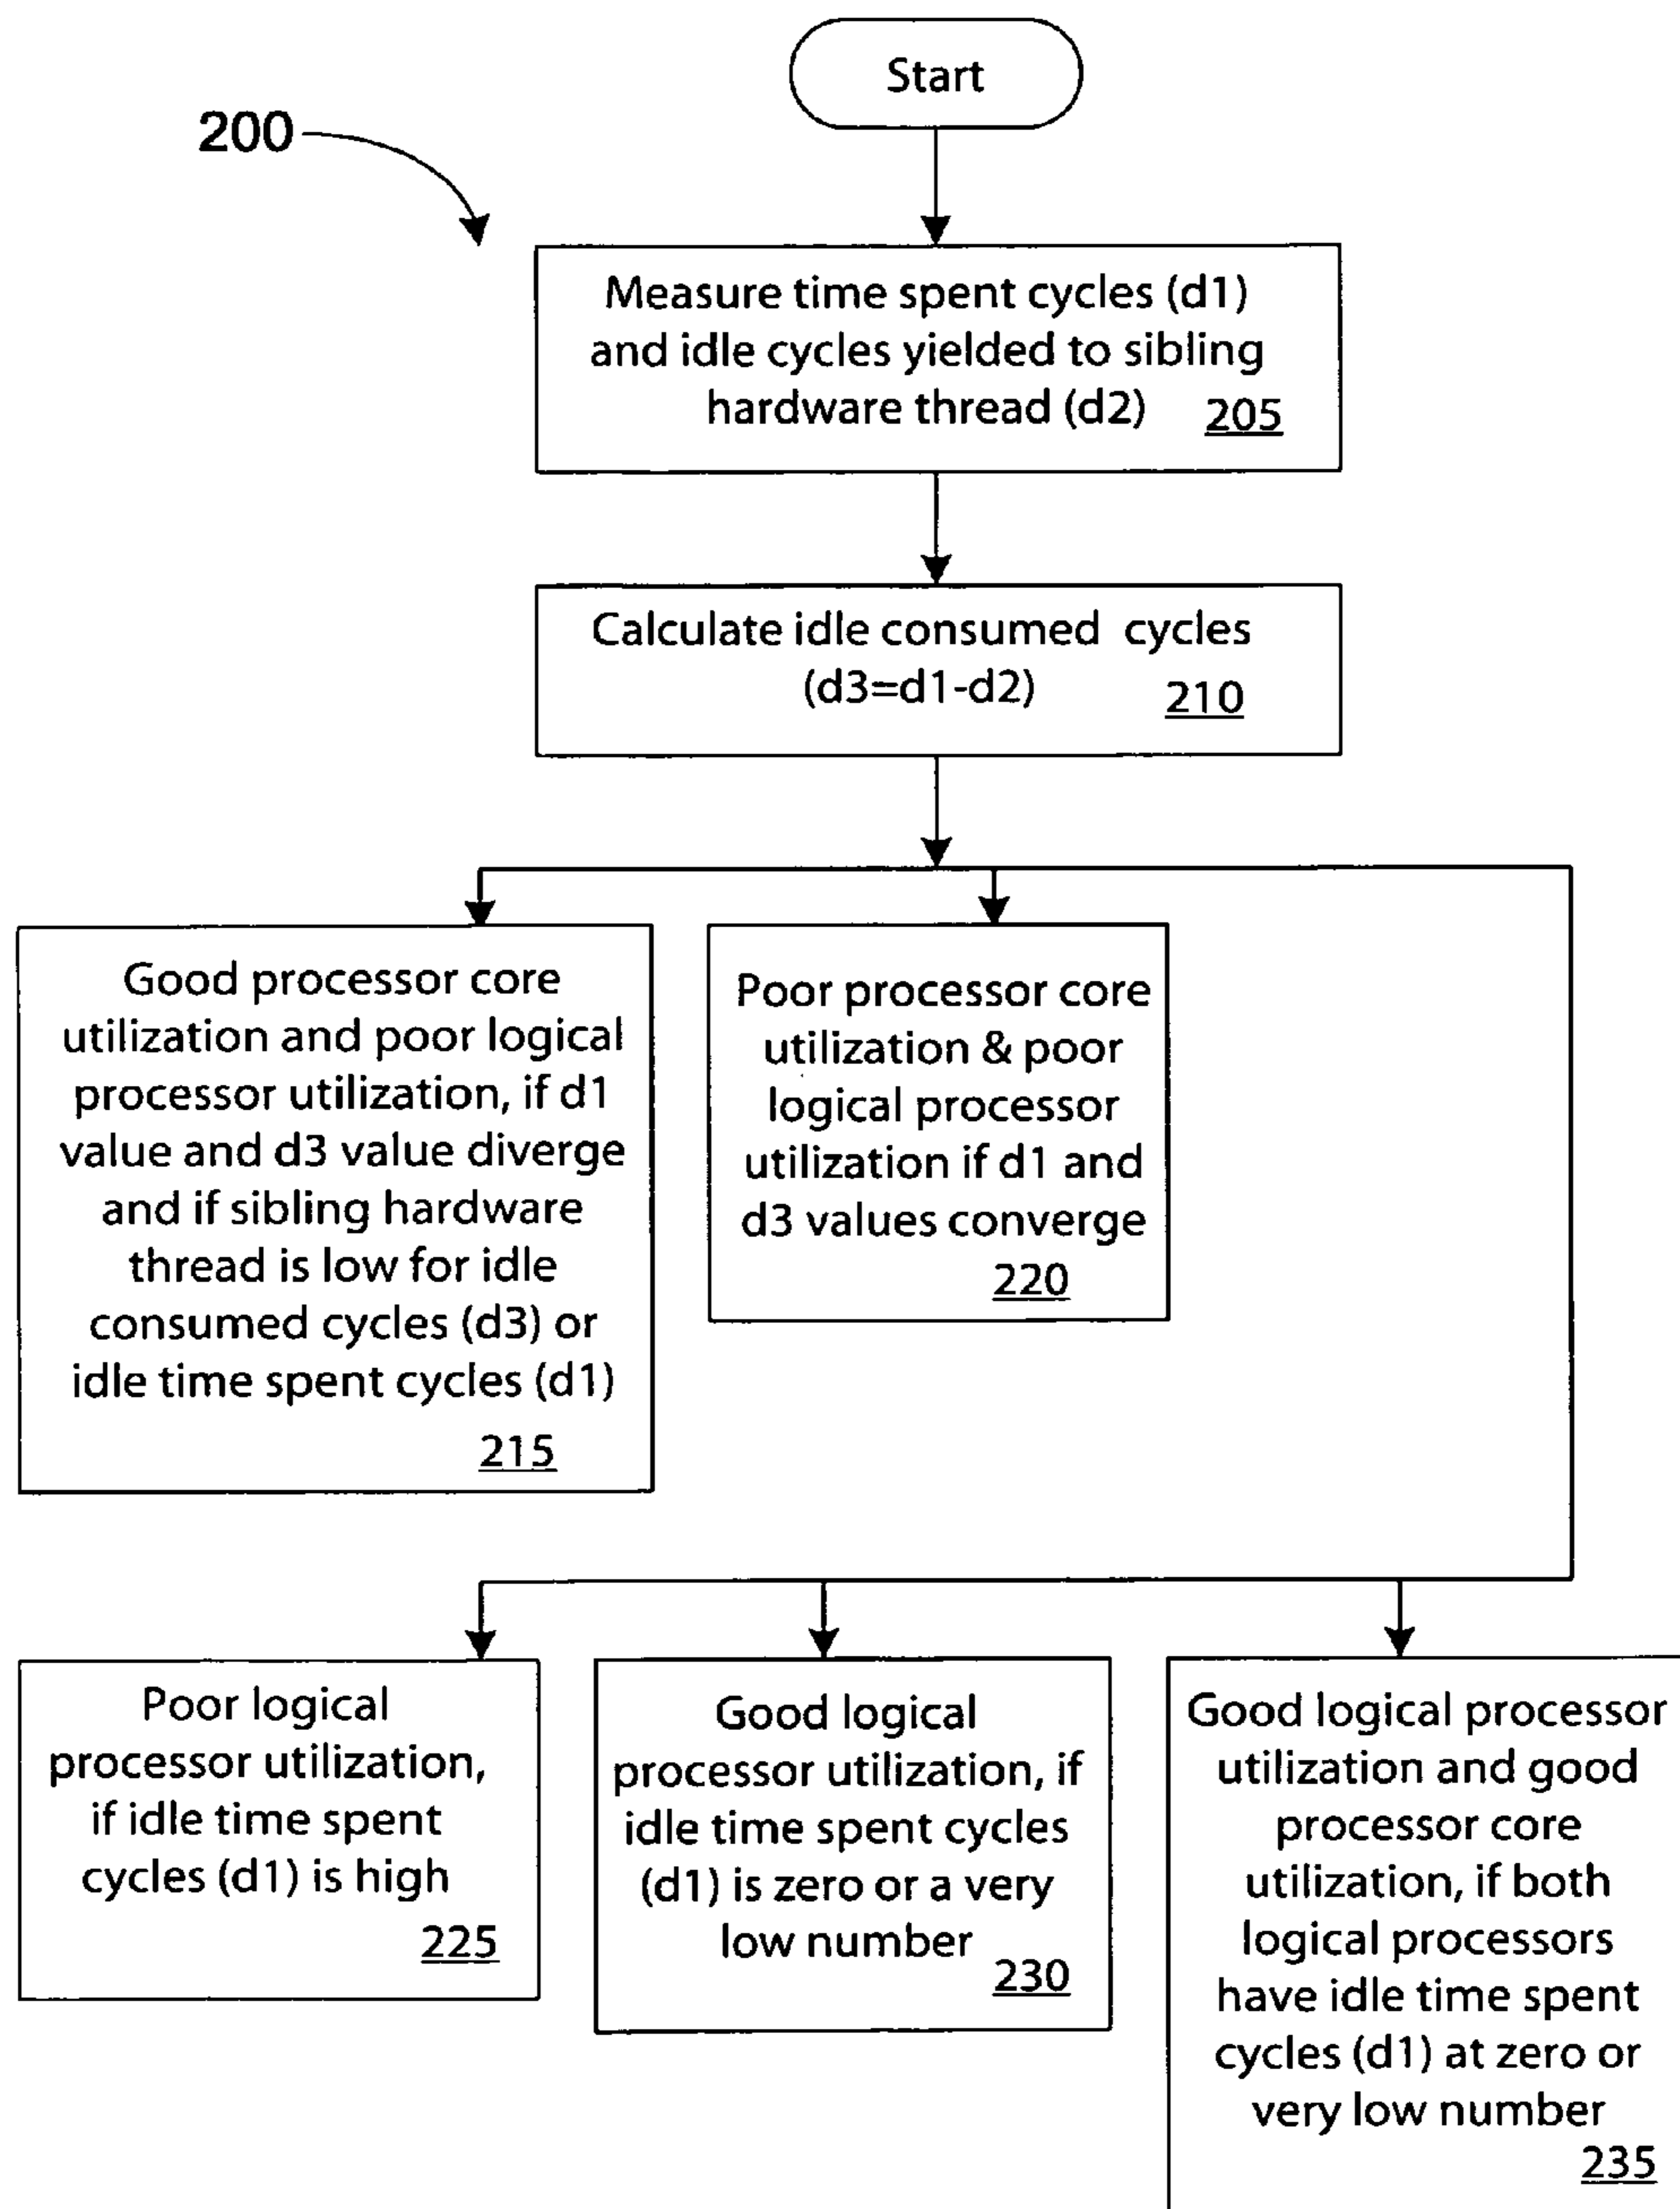 Start
200
Measure time spent cycles (d1)
and idle cycles yielded to sibling
hardware thread (d2) 205
Calculate idle consumed cycles
(d3=d1-d2) 210
Good processor core
utilization and poor logical
processor utilization, if d1
value and d3 value diverge
and if sibling hardware
thread is low for idle
consumed cycles (d3) or
idle time spent cycles (d1)
215
Poor processor core
utilization & poor
logical processor
utilization if d1 and
d3 values converge
220
Poor logical
processor utilization,
if idle time spent
cycles (d1) is high
225
Good logical
processor utilization, if
idle time spent cycles
(d1) is zero or a very
low number
230
Good logical processor
utilization and good
processor core
utilization, if both
logical processors
have idle time spent
cycles (d1) at zero or
very low number
235